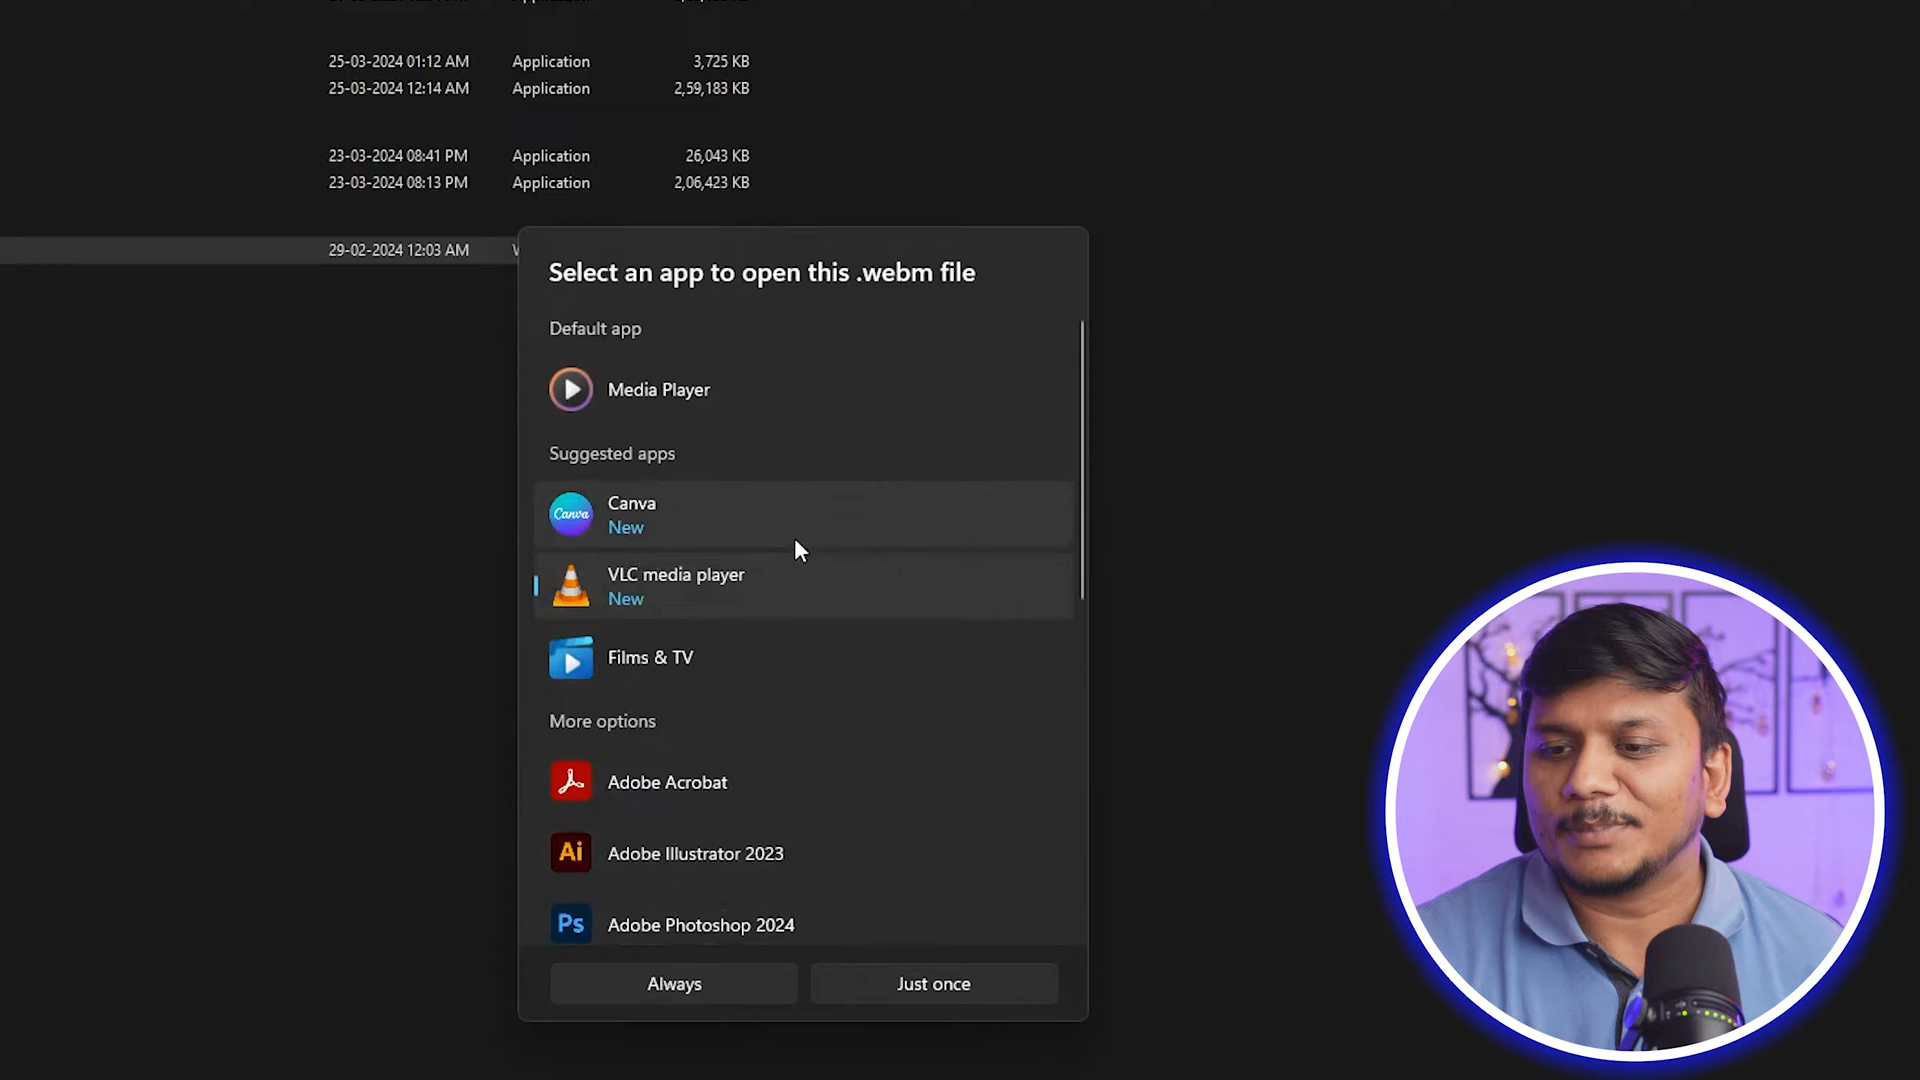 25-03-2024 01:12 AM Application 3,725 KB
25-03-2024 12:14 AM Application 2,59,183 KB
23-03-2024 08:41 PM Application 26,043 KB
23-03-2024 08:13 PM Application 2,06,423 KB
29-02-2024 12:03 AM
Select an app to open this .webm file
Default app
Media Player
Suggested apps
Canva
Canva
New
VLC media player
New
Films & TV
More options
Adobe Acrobat
Ai
Adobe Illustrator 2023
Ps
Adobe Photoshop 2024
Always
Just once